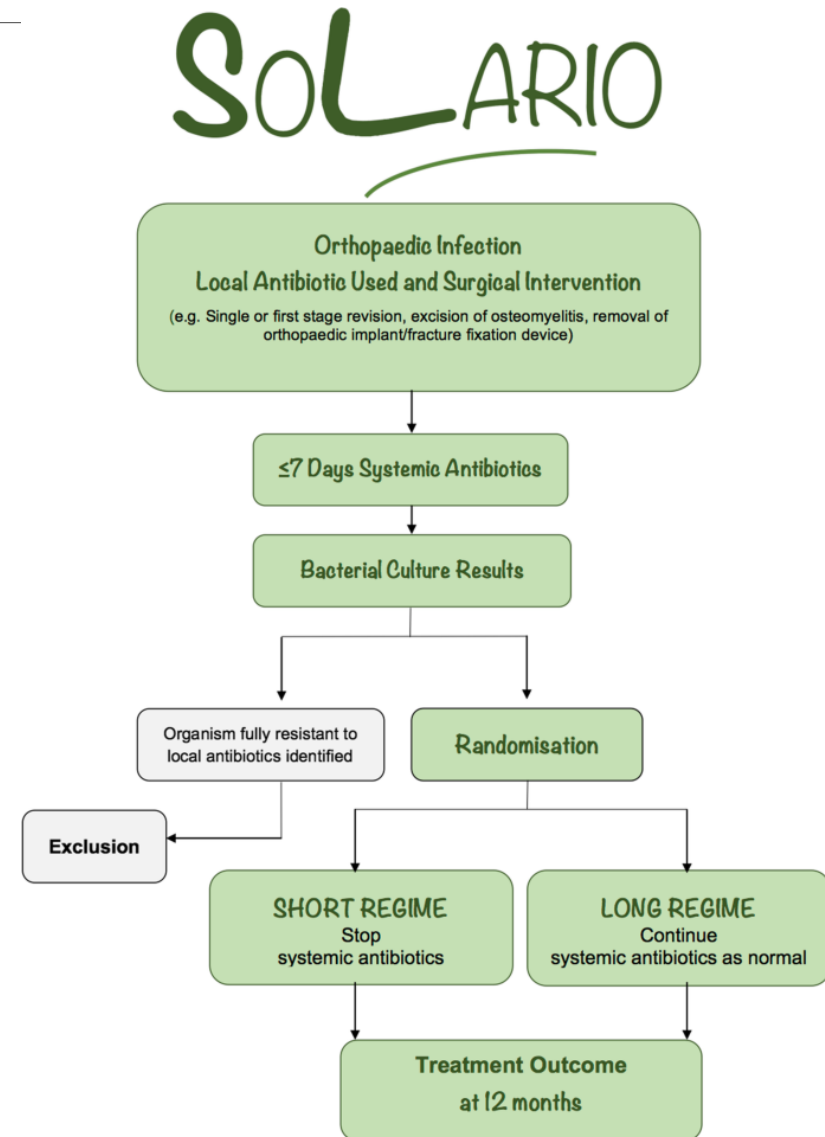 SOLARIO
Orthopaedic Infection
Local Antibiotic Used and Surgical Intervention
(e.g. Single or first stage revision, excision of osteomyelitis, removal of
orthopaedic implant/fracture fixation device)
≤7 Days Systemic Antibiotics
Bacterial Culture Results
Organism fully resistant to
local antibiotics identified
Randomisation
Exclusion
SHORT REGIME
Stop
systemic antibiotics
LONG REGIME
Continue
systemic antibiotics as normal
Treatment Outcome
at 12 months